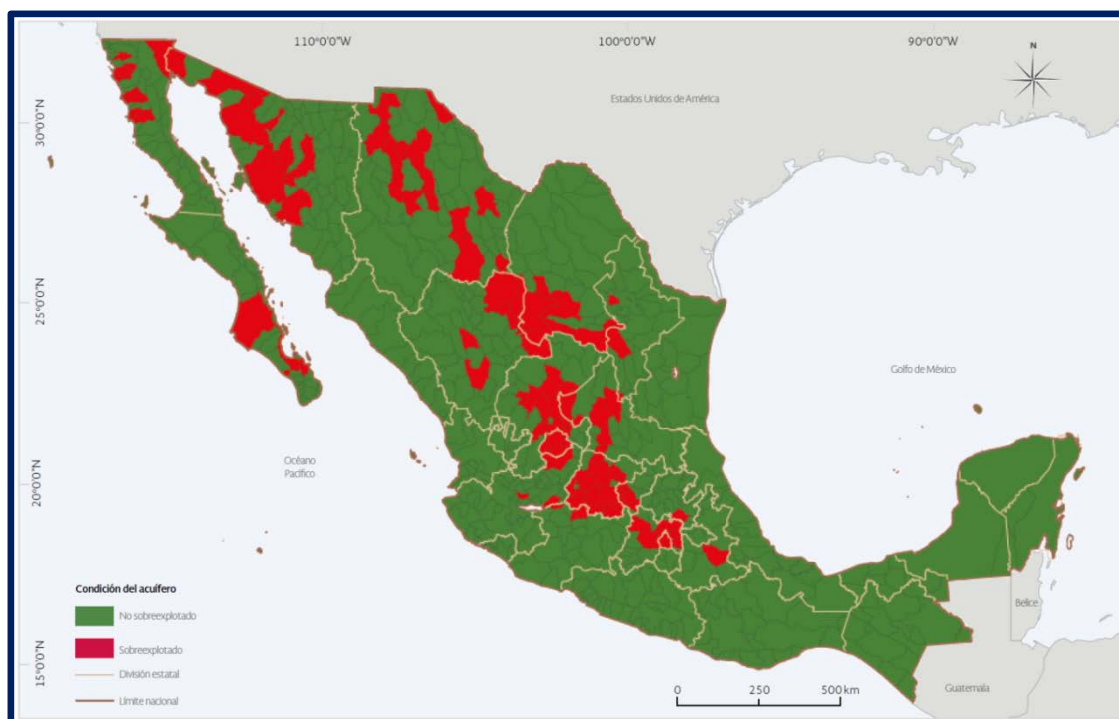 110°0'0"W
100°0'0"W
90°0'0"W
N
Estados Unidos de América
30°0'0"N
25°0'0"N
Golfo de México
Océano
Pacífico
20°0'0"N
Condición del acuífero
No sobreexplotado
Sobreexplotado
División estatal
Límite nacional
Belice
15°0'0"N
0 250 500 km
Guatemala